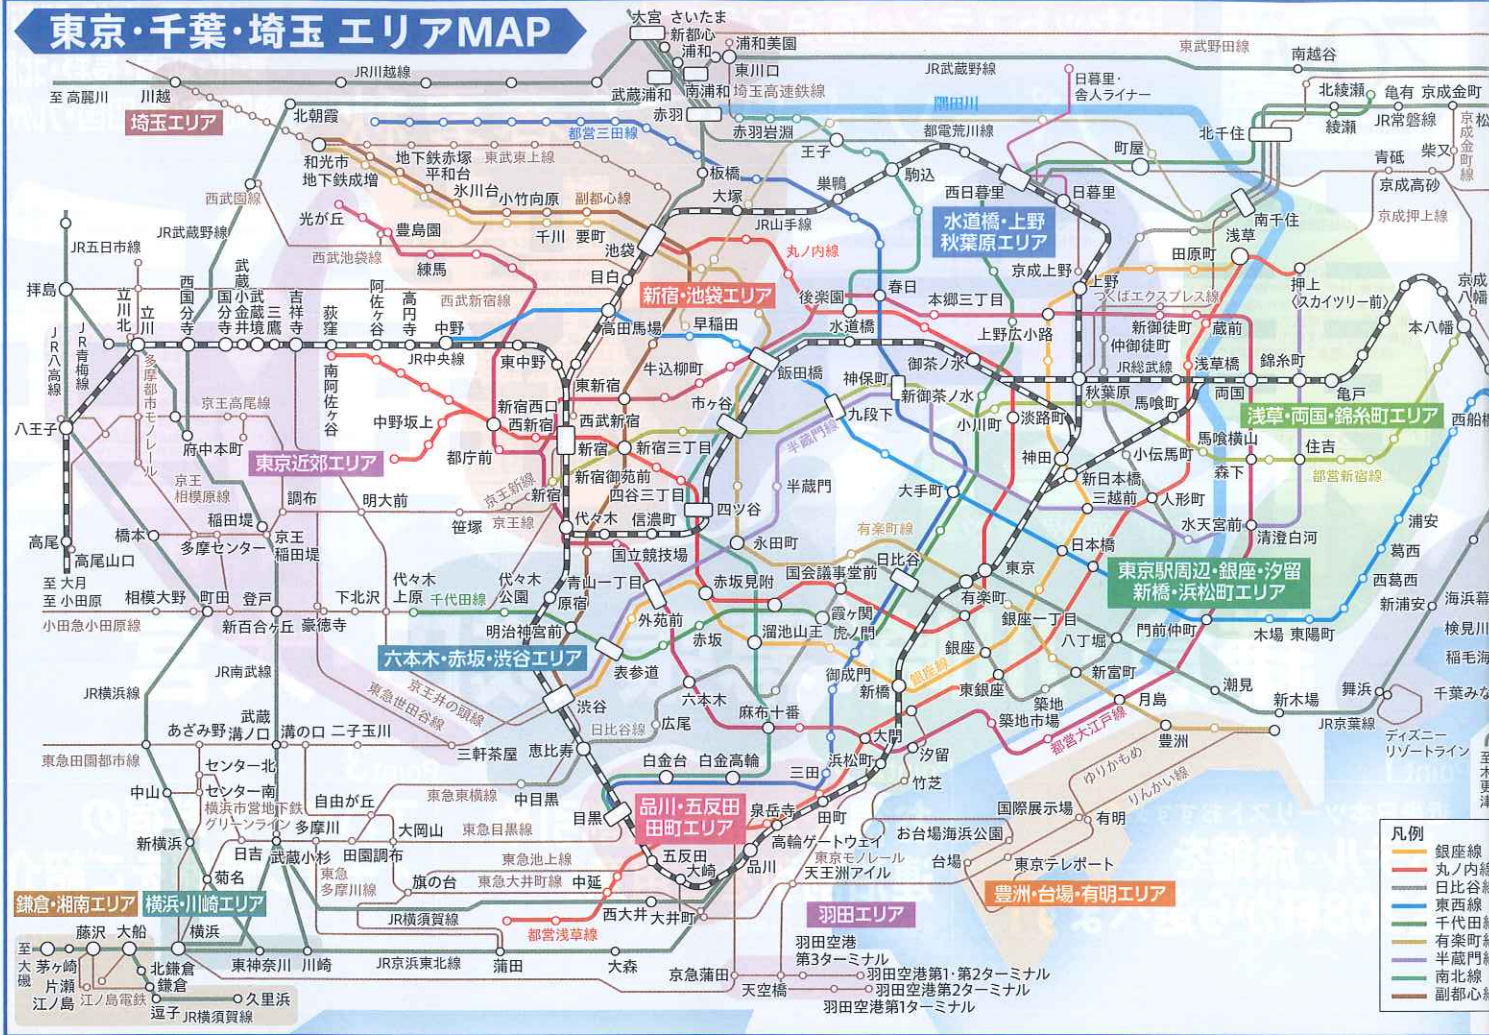 東京・千葉・埼玉 エリアMAP
大宮
さいたま
新都心
浦和
浦和美園
東川口
埼玉高速鉄線
東武野田線
南越谷
JR武蔵野線
JR川越線
至 高麗川
川越
埼玉エリア
武蔵浦和
南浦和
赤羽
赤羽岩淵
隅田川
日暮里・
舎人ライナー
北綾瀬
綾瀬
亀有
JR常磐線
京成金町
京成金町線
柴又
北千住
北朝霞
都営三田線
都電荒川線
王子
町屋
青砥
京成高砂
和光市
地下鉄成増
地下鉄赤塚
平和台
氷川台
東武東上線
小竹向原
副都心線
千川
要町
板橋
大塚
巣鴨
駒込
西日暮里
日暮里
南千住
京成押上線
西武園線
JR武蔵野線
光が丘
豊島園
西武池袋線
練馬
西武新宿線
池袋
目白
JR山手線
丸ノ内線
水道橋・上野
秋葉原エリア
京成上野
上野
田原町
浅草
押上
(スカイツリー前)
京成
八幡
本八幡
JR五日市線
拝島
JR八高線
JR青梅線
立川北
立川
西国分寺
国分寺
武蔵小金井
武蔵境
三鷹
吉祥寺
荻窪
阿佐ヶ谷
高円寺
中野
JR中央線
東中野
高田馬場
早稲田
新宿・池袋エリア
後楽園
水道橋
春日
本郷三丁目
上野広小路
つくばエクスプレス線
新御徒町
仲御徒町
蔵前
JR総武線
浅草橋
錦糸町
両国
亀戸
浅草・両国・錦糸町エリア
西船橋
多摩都市モノレール
京王高尾線
八王子
府中本町
南阿佐ヶ谷
中野坂上
新宿西口
西新宿
東新宿
西武新宿
牛込柳町
飯田橋
市ヶ谷
神保町
九段下
御茶ノ水
新御茶ノ水
小川町
淡路町
秋葉原
馬喰町
馬喰横山
小伝馬町
森下
住吉
都営新宿線
東京近郊エリア
都庁前
新宿
新宿三丁目
新宿御苑前
四谷三丁目
半蔵門線
半蔵門
大手町
神田
新日本橋
三越前
人形町
水天宮前
清澄白河
京王
相模原線
調布
明大前
笹塚
京王新線
京王線
新宿
代々木
信濃町
四ツ谷
永田町
有楽町線
日比谷
日本橋
浦安
葛西
西葛西
高尾
高尾山口
橋本
稲田堤
多摩センター
京王
稲田堤
国立競技場
青山一丁目
赤坂見附
国会議事堂前
東京
東京駅周辺・銀座・汐留
新橋・浜松町エリア
至 大月
至 小田原
相模大野
町田
登戸
小田急小田原線
新百合ヶ丘
豪徳寺
下北沢
代々木
上原
千代田線
代々木
公園
原宿
明治神宮前
外苑前
赤坂
溜池山王
霞ヶ関
虎ノ門
有楽町
銀座一丁目
八丁堀
門前仲町
木場
東陽町
新浦安
海浜幕
検見川
稲毛海
千葉みな
六本木・赤坂・渋谷エリア
表参道
御成門
新橋
銀座線
銀座
東銀座
新富町
築地
築地市場
月島
潮見
新木場
舞浜
JR京葉線
ディズニー
リゾートライン
JR横浜線
JR南武線
京王井の頭線
東急世田谷線
渋谷
日比谷線
広尾
六本木
麻布十番
大門
都営大江戸線
豊洲
あざみ野
武蔵
溝ノ口
溝の口
二子玉川
三軒茶屋
恵比寿
東急田園都市線
白金台
白金高輪
三田
浜松町
汐留
竹芝
ゆりかもめ
りんかい線
至木更津
センター北
センター南
中山
横浜市営地下鉄
グリーンライン
自由が丘
東急東横線
中目黒
目黒
品川・五反田
田町エリア
泉岳寺
田町
高輪ゲートウェイ
国際展示場
有明
お台場海浜公園
新横浜
日吉
多摩川
武蔵小杉
田園調布
大岡山
東急目黒線
五反田
大崎
品川
東京モノレール
天王洲アイル
台場
東京テレポート
豊洲・台場・有明エリア
菊名
東急
多摩川線
東急池上線
旗の台
東急大井町線
中延
西大井
大井町
羽田エリア
鎌倉・湘南エリア
横浜・川崎エリア
JR横須賀線
都営浅草線
至大磯
茅ヶ崎
藤沢
大船
横浜
東神奈川
川崎
JR京浜東北線
蒲田
大森
京急蒲田
天空橋
羽田空港
第3ターミナル
羽田空港第1・第2ターミナル
羽田空港第2ターミナル
羽田空港第1ターミナル
片瀬
江ノ島
江ノ島電鉄
北鎌倉
鎌倉
逗子
JR横須賀線
久里浜
凡例
銀座線
丸ノ内線
日比谷線
東西線
千代田線
有楽町線
半蔵門線
南北線
副都心線